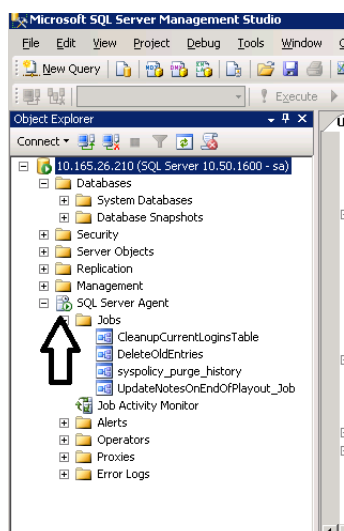 Microsoft SQL Server Management Studio
File Edit View Project Debug Tools Window
New Query
Execute
Object Explorer
Connect
10.165.26.210 (SQL Server 10.50.1600 - sa)
Databases
System Databases
Database Snapshots
Security
Server Objects
Replication
Management
SQL Server Agent
Jobs
CleanupCurrentLoginsTable
DeleteOldEntries
syspolicy_purge_history
UpdateNotesOnEndOfPlayout_Job
Job Activity Monitor
Alerts
Operators
Proxies
Error Logs